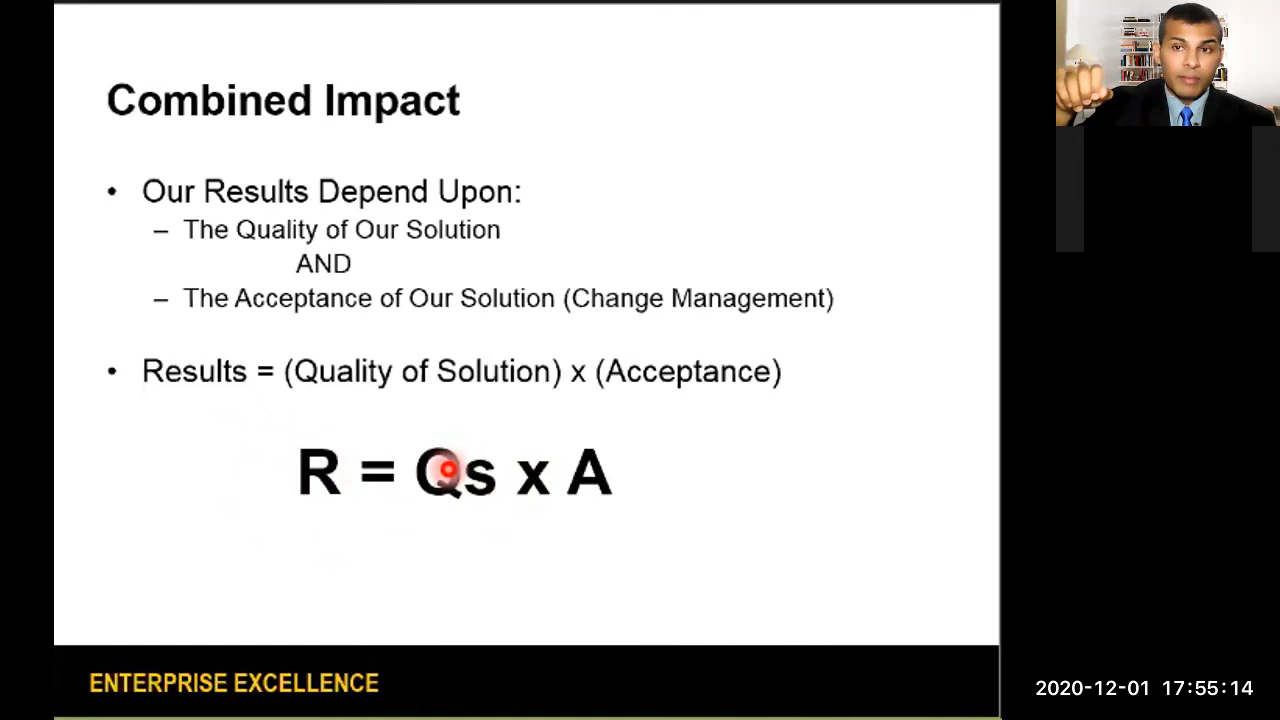 Combined Impact
• Our Results Depend Upon:
– The Quality of Our Solution
AND
– The Acceptance of Our Solution (Change Management)
• Results = (Quality of Solution) x (Acceptance)
R = Qs x A
ENTERPRISE EXCELLENCE
2020-12-01 17:55:14